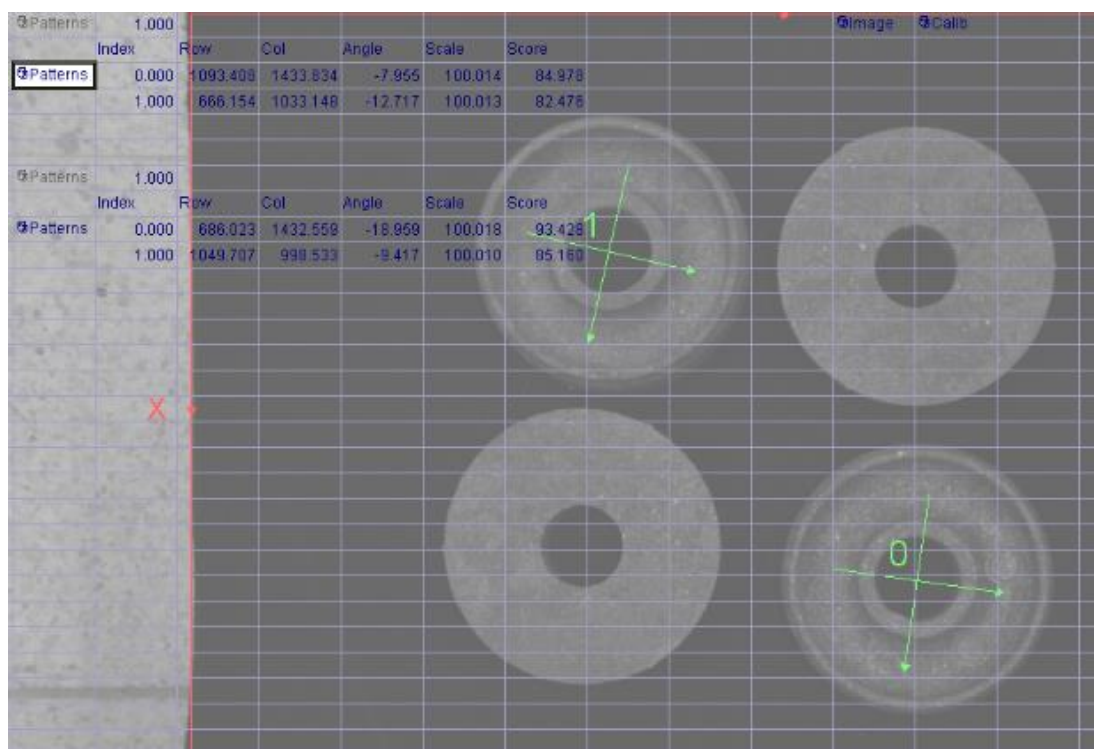 Patterns 1.000 Image Calib
Index Row Col Angle Scale Score
Patterns 0.000 1093.408 1433.834 -7.955 100.014 84.978
1.000 666.154 1033.148 -12.717 100.013 82.476
Patterns 1.000
Index Row Col Angle Scale Score
Patterns 0.000 686.023 1432.559 -18.959 100.018 93.428
1.000 1049.707 998.533 -9.417 100.010 85.160
1
X
0